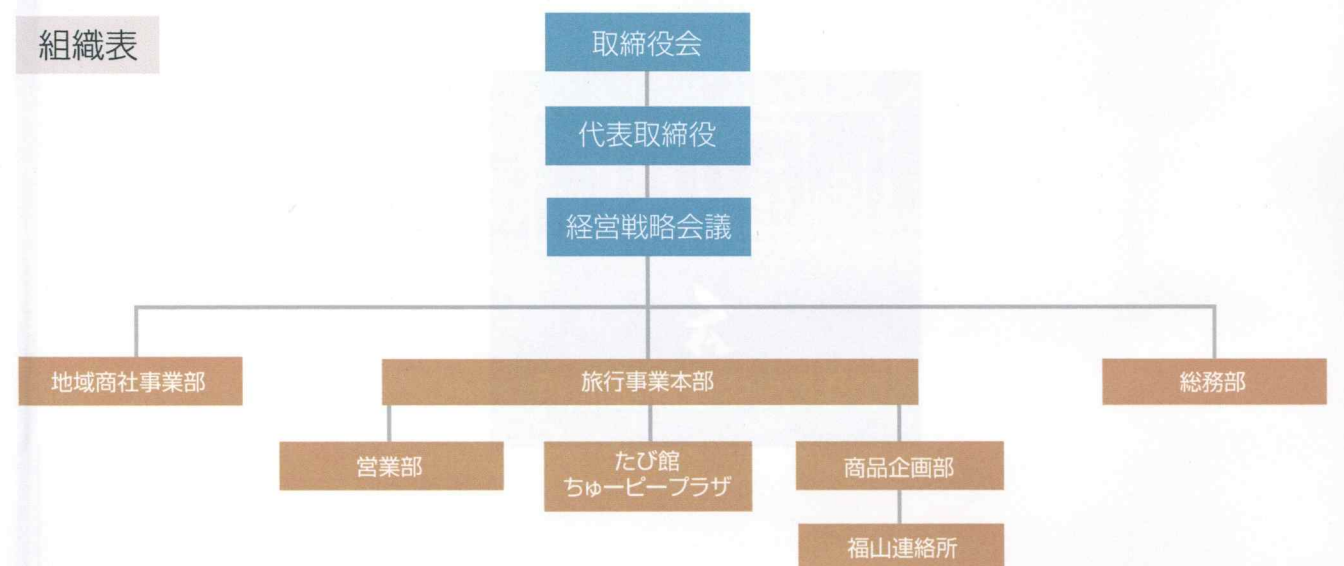 組織表
取締役会
代表取締役
経営戦略会議
地域商社事業部
旅行事業本部
総務部
営業部
たび館
ちゅーピープラザ
商品企画部
福山連絡所